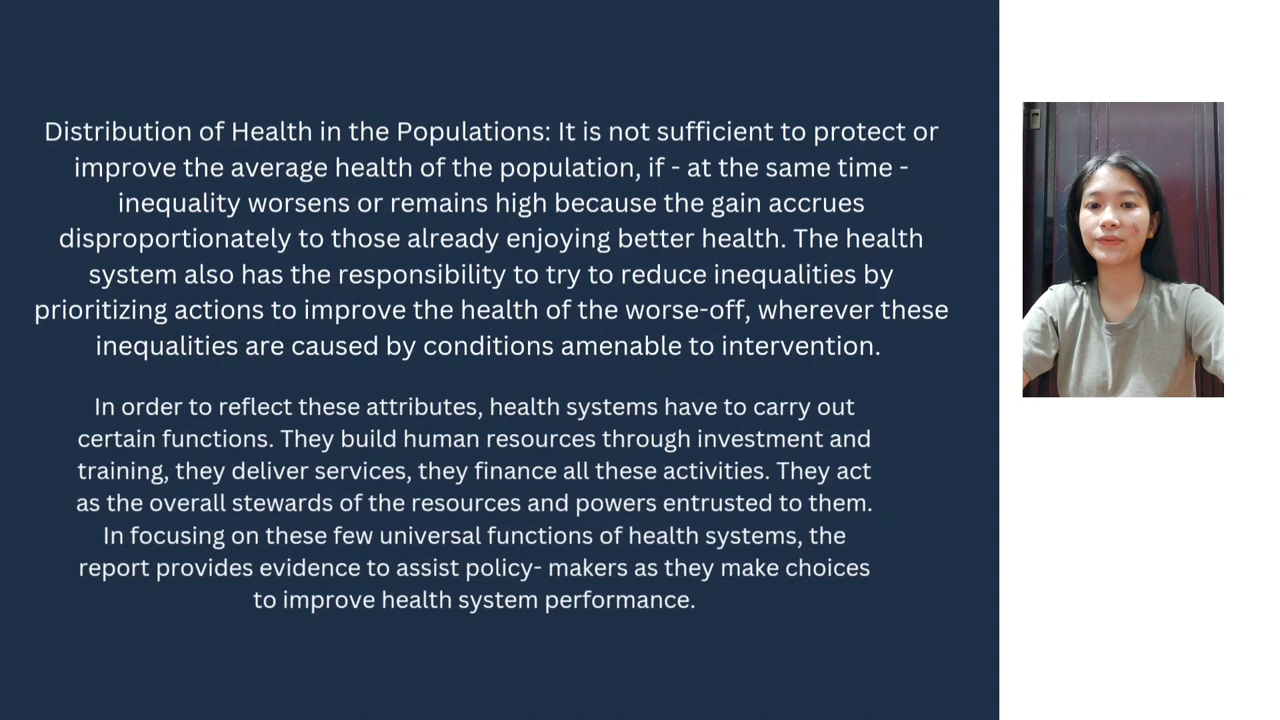 Distribution of Health in the Populations: It is not sufficient to protect or
improve the average health of the population, if - at the same time -
inequality worsens or remains high because the gain accrues
disproportionately to those already enjoying better health. The health
system also has the responsibility to try to reduce inequalities by
prioritizing actions to improve the health of the worse-off, wherever these
inequalities are caused by conditions amenable to intervention.
In order to reflect these attributes, health systems have to carry out
certain functions. They build human resources through investment and
training, they deliver services, they finance all these activities. They act
as the overall stewards of the resources and powers entrusted to them.
In focusing on these few universal functions of health systems, the
report provides evidence to assist policy- makers as they make choices
to improve health system performance.